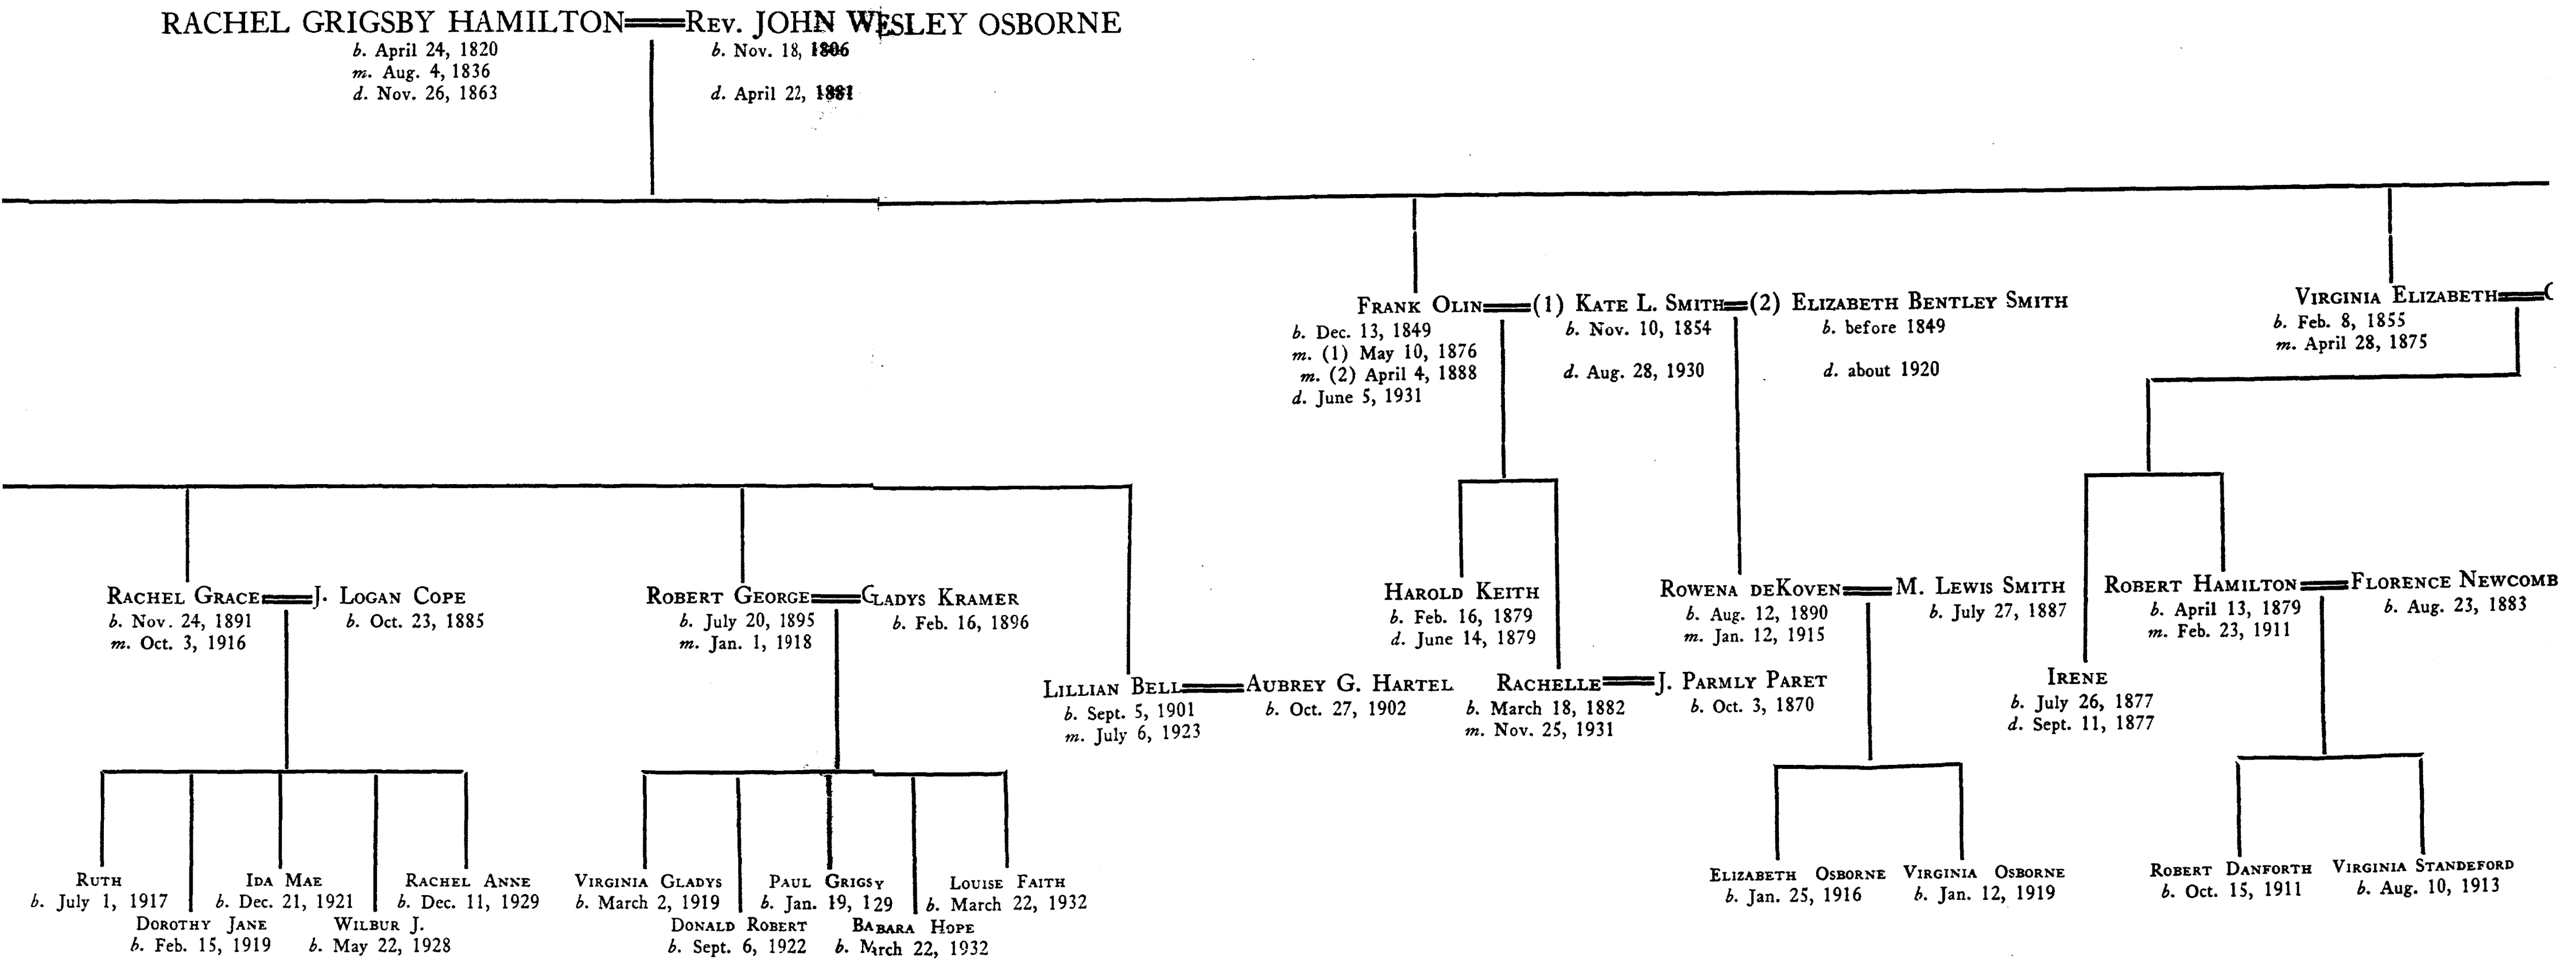 RACHEL GRIGSBY HAMILTON REV. JOHN WESLEY OSBORNE
b. April 24, 1820 b. Nov. 18, 1806
m. Aug. 4, 1836
d. Nov. 26, 1863 d. April 22, 1881
FRANK OLIN (1) KATE L. SMITH (2) ELIZABETH BENTLEY SMITH
b. Dec. 13, 1849 b. Nov. 10, 1854 b. before 1849
m. (1) May 10, 1876
m. (2) April 4, 1888 d. Aug. 28, 1930 d. about 1920
d. June 5, 1931
VIRGINIA ELIZABETH
b. Feb. 8, 1855
m. April 28, 1875
RACHEL GRACE J. LOGAN COPE
b. Nov. 24, 1891 b. Oct. 23, 1885
m. Oct. 3, 1916
ROBERT GEORGE GLADYS KRAMER
b. July 20, 1895 b. Feb. 16, 1896
m. Jan. 1, 1918
LILLIAN BELL AUBREY G. HARTEL
b. Sept. 5, 1901 b. Oct. 27, 1902
m. July 6, 1923
HAROLD KEITH
b. Feb. 16, 1879
d. June 14, 1879
RACHELLE J. PARMLY PARET
b. March 18, 1882 b. Oct. 3, 1870
m. Nov. 25, 1931
ROWENA DEKOVEN M. LEWIS SMITH
b. Aug. 12, 1890 b. July 27, 1887
m. Jan. 12, 1915
IRENE
b. July 26, 1877
d. Sept. 11, 1877
ROBERT HAMILTON FLORENCE NEWCOMB
b. April 13, 1879 b. Aug. 23, 1883
m. Feb. 23, 1911
RUTH
b. July 1, 1917
DOROTHY JANE
b. Feb. 15, 1919
IDA MAE
b. Dec. 21, 1921
WILBUR J.
b. May 22, 1928
RACHEL ANNE
b. Dec. 11, 1929
VIRGINIA GLADYS
b. March 2, 1919
DONALD ROBERT
b. Sept. 6, 1922
PAUL GRIGSY
b. Jan. 19, 129
BABARA HOPE
b. March 22, 1932
LOUISE FAITH
b. March 22, 1932
ELIZABETH OSBORNE
b. Jan. 25, 1916
VIRGINIA OSBORNE
b. Jan. 12, 1919
ROBERT DANFORTH
b. Oct. 15, 1911
VIRGINIA STANDEFORD
b. Aug. 10, 1913